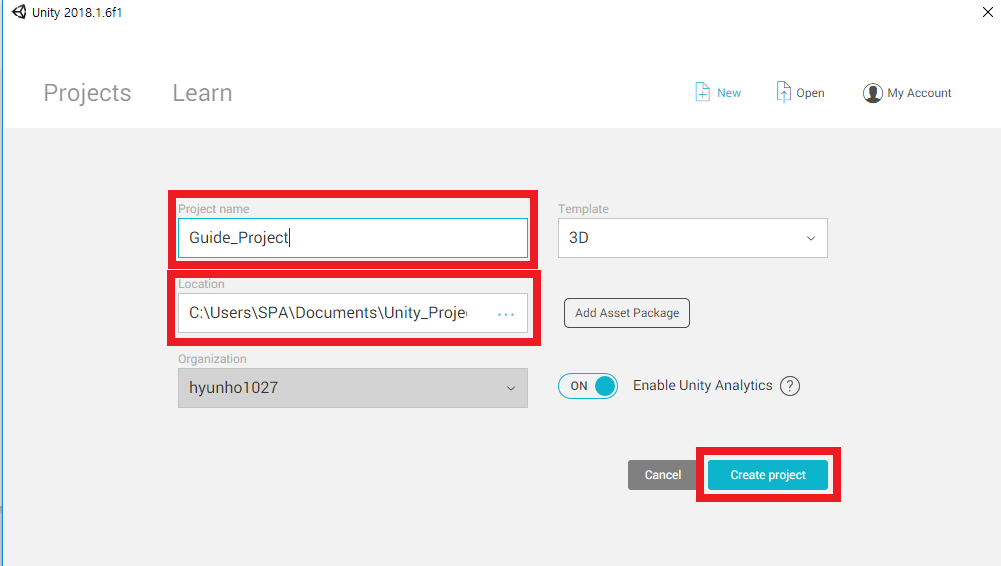 Unity 2018.1.6f1
Projects Learn New Open My Account
Project name Template
Guide_Project 3D
Location
C:\Users\SPA\Documents\Unity_Projec ... Add Asset Package
Organization
hyunho1027 ON Enable Unity Analytics ?
Cancel Create project